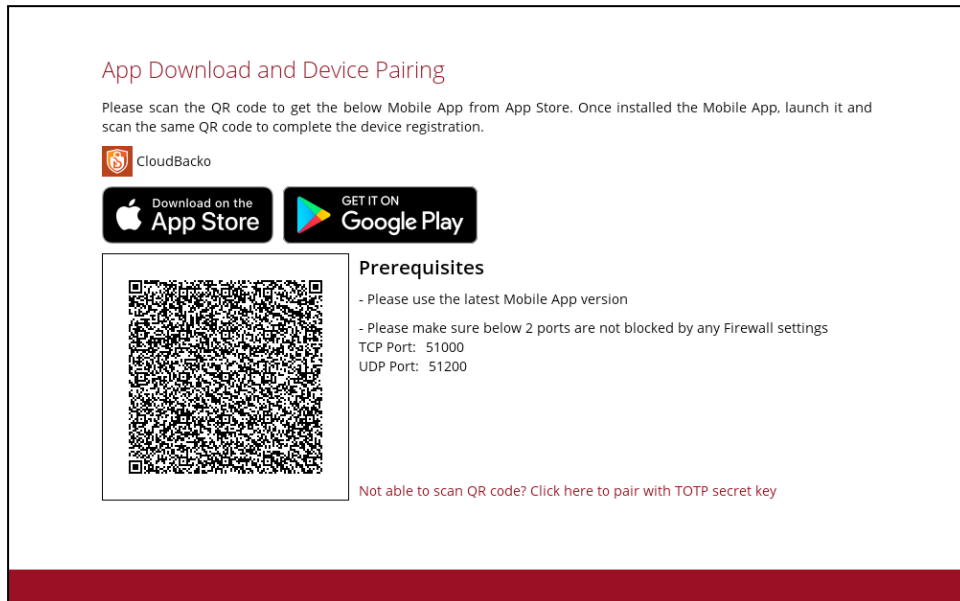 App Download and Device Pairing
Please scan the QR code to get the below Mobile App from App Store. Once installed the Mobile App, launch it and
scan the same QR code to complete the device registration.
CloudBacko
Download on the
App Store
GET IT ON
Google Play
Prerequisites
- Please use the latest Mobile App version
- Please make sure below 2 ports are not blocked by any Firewall settings
TCP Port: 51000
UDP Port: 51200
Not able to scan QR code? Click here to pair with TOTP secret key